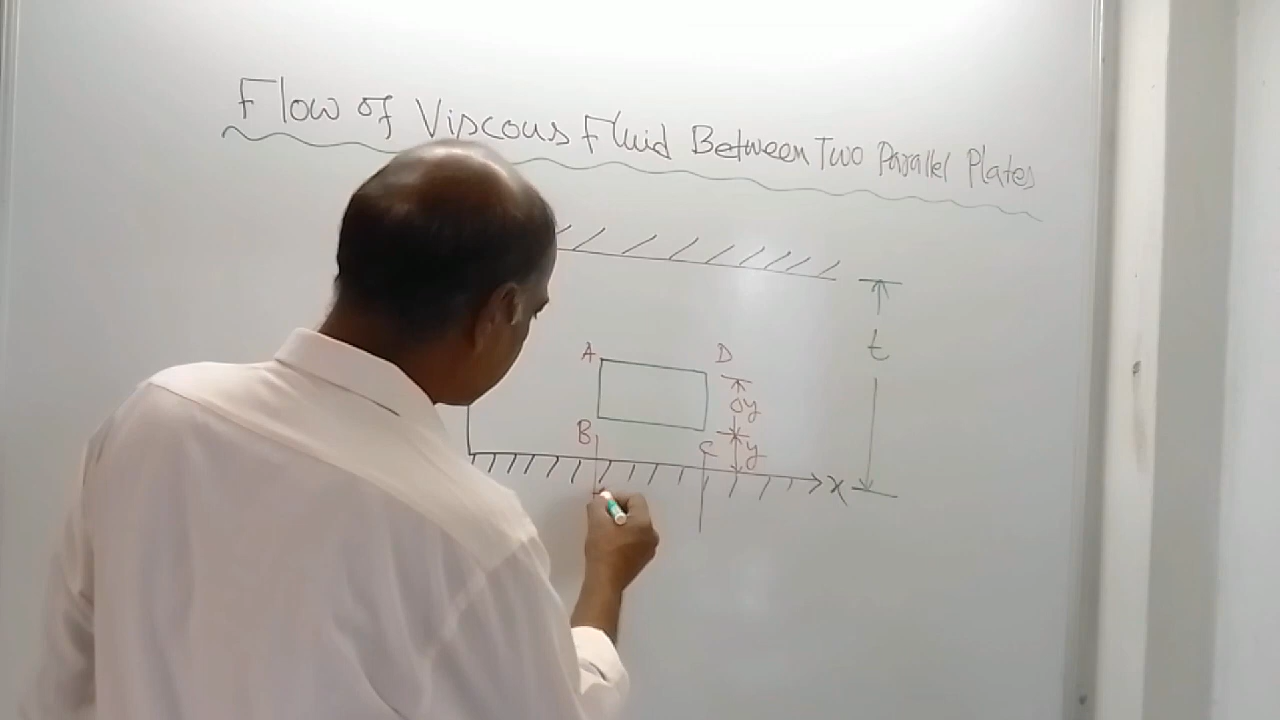 Flow of Viscous Fluid Between Two Parallel Plates
t
A D
Δy
B C y
x